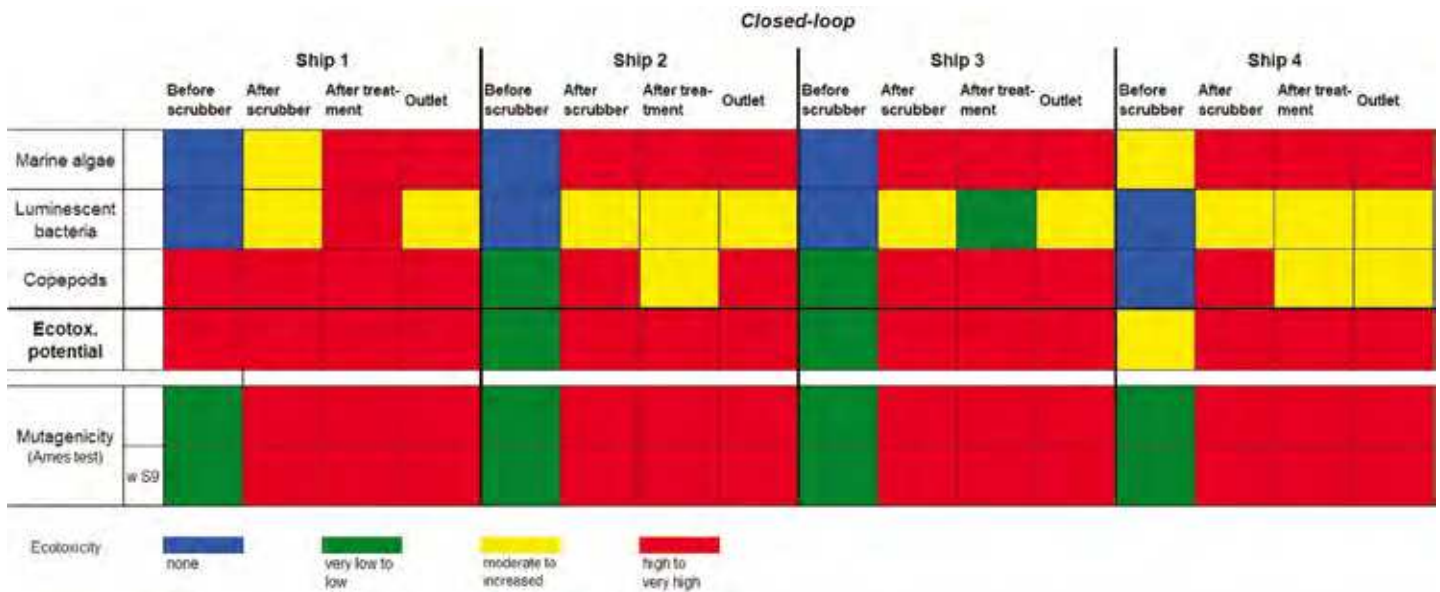 Closed-loop
Ship 1 Ship 2 Ship 3 Ship 4
Before scrubber After scrubber After treat-ment Outlet Before scrubber After scrubber After trea-tment Outlet Before scrubber After scrubber After treat-ment Outlet Before scrubber After scrubber After treat-ment Outlet
Marine algae
Luminescent
bacteria
Copepods
Ecotox.
potential
Mutagenicity
(Ames test)
w S9
Ecotoxicity
none
very low to
low
moderate to
increased
high to
very high